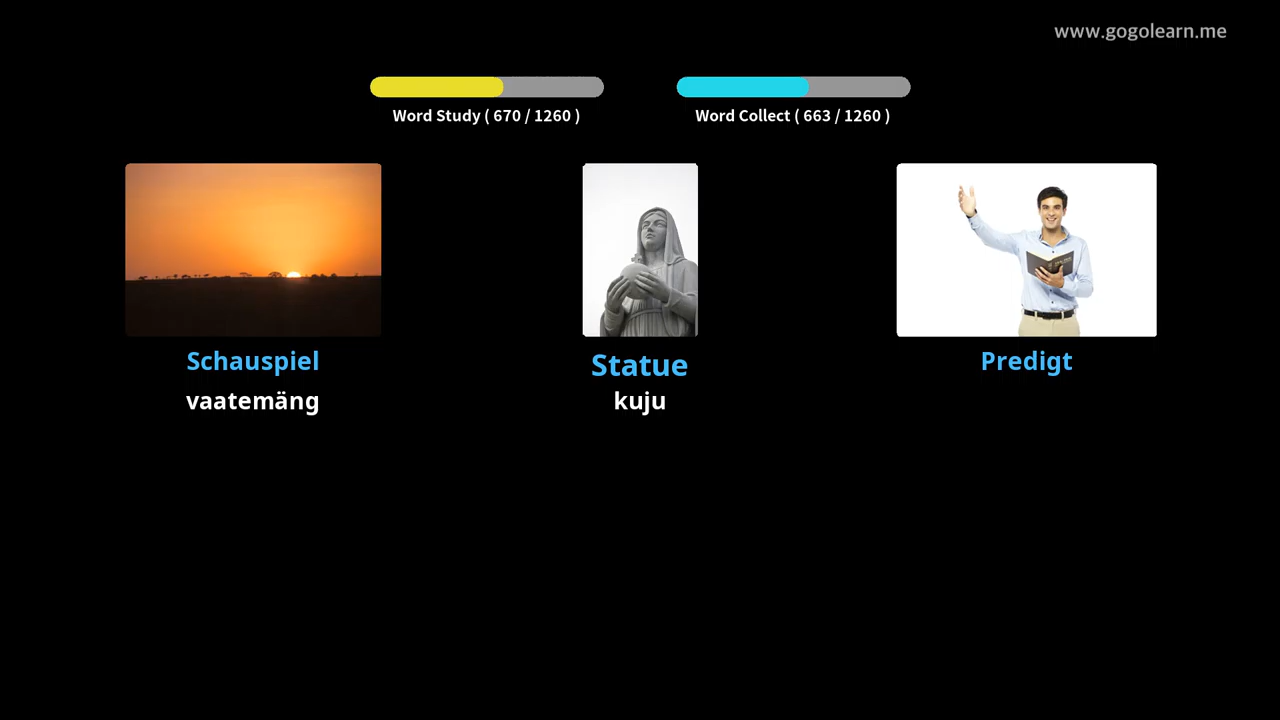 www.gogolearn.me
Word Study ( 670 / 1260 )
Word Collect ( 663 / 1260 )
Schauspiel
Statue
Predigt
vaatemäng
kuju